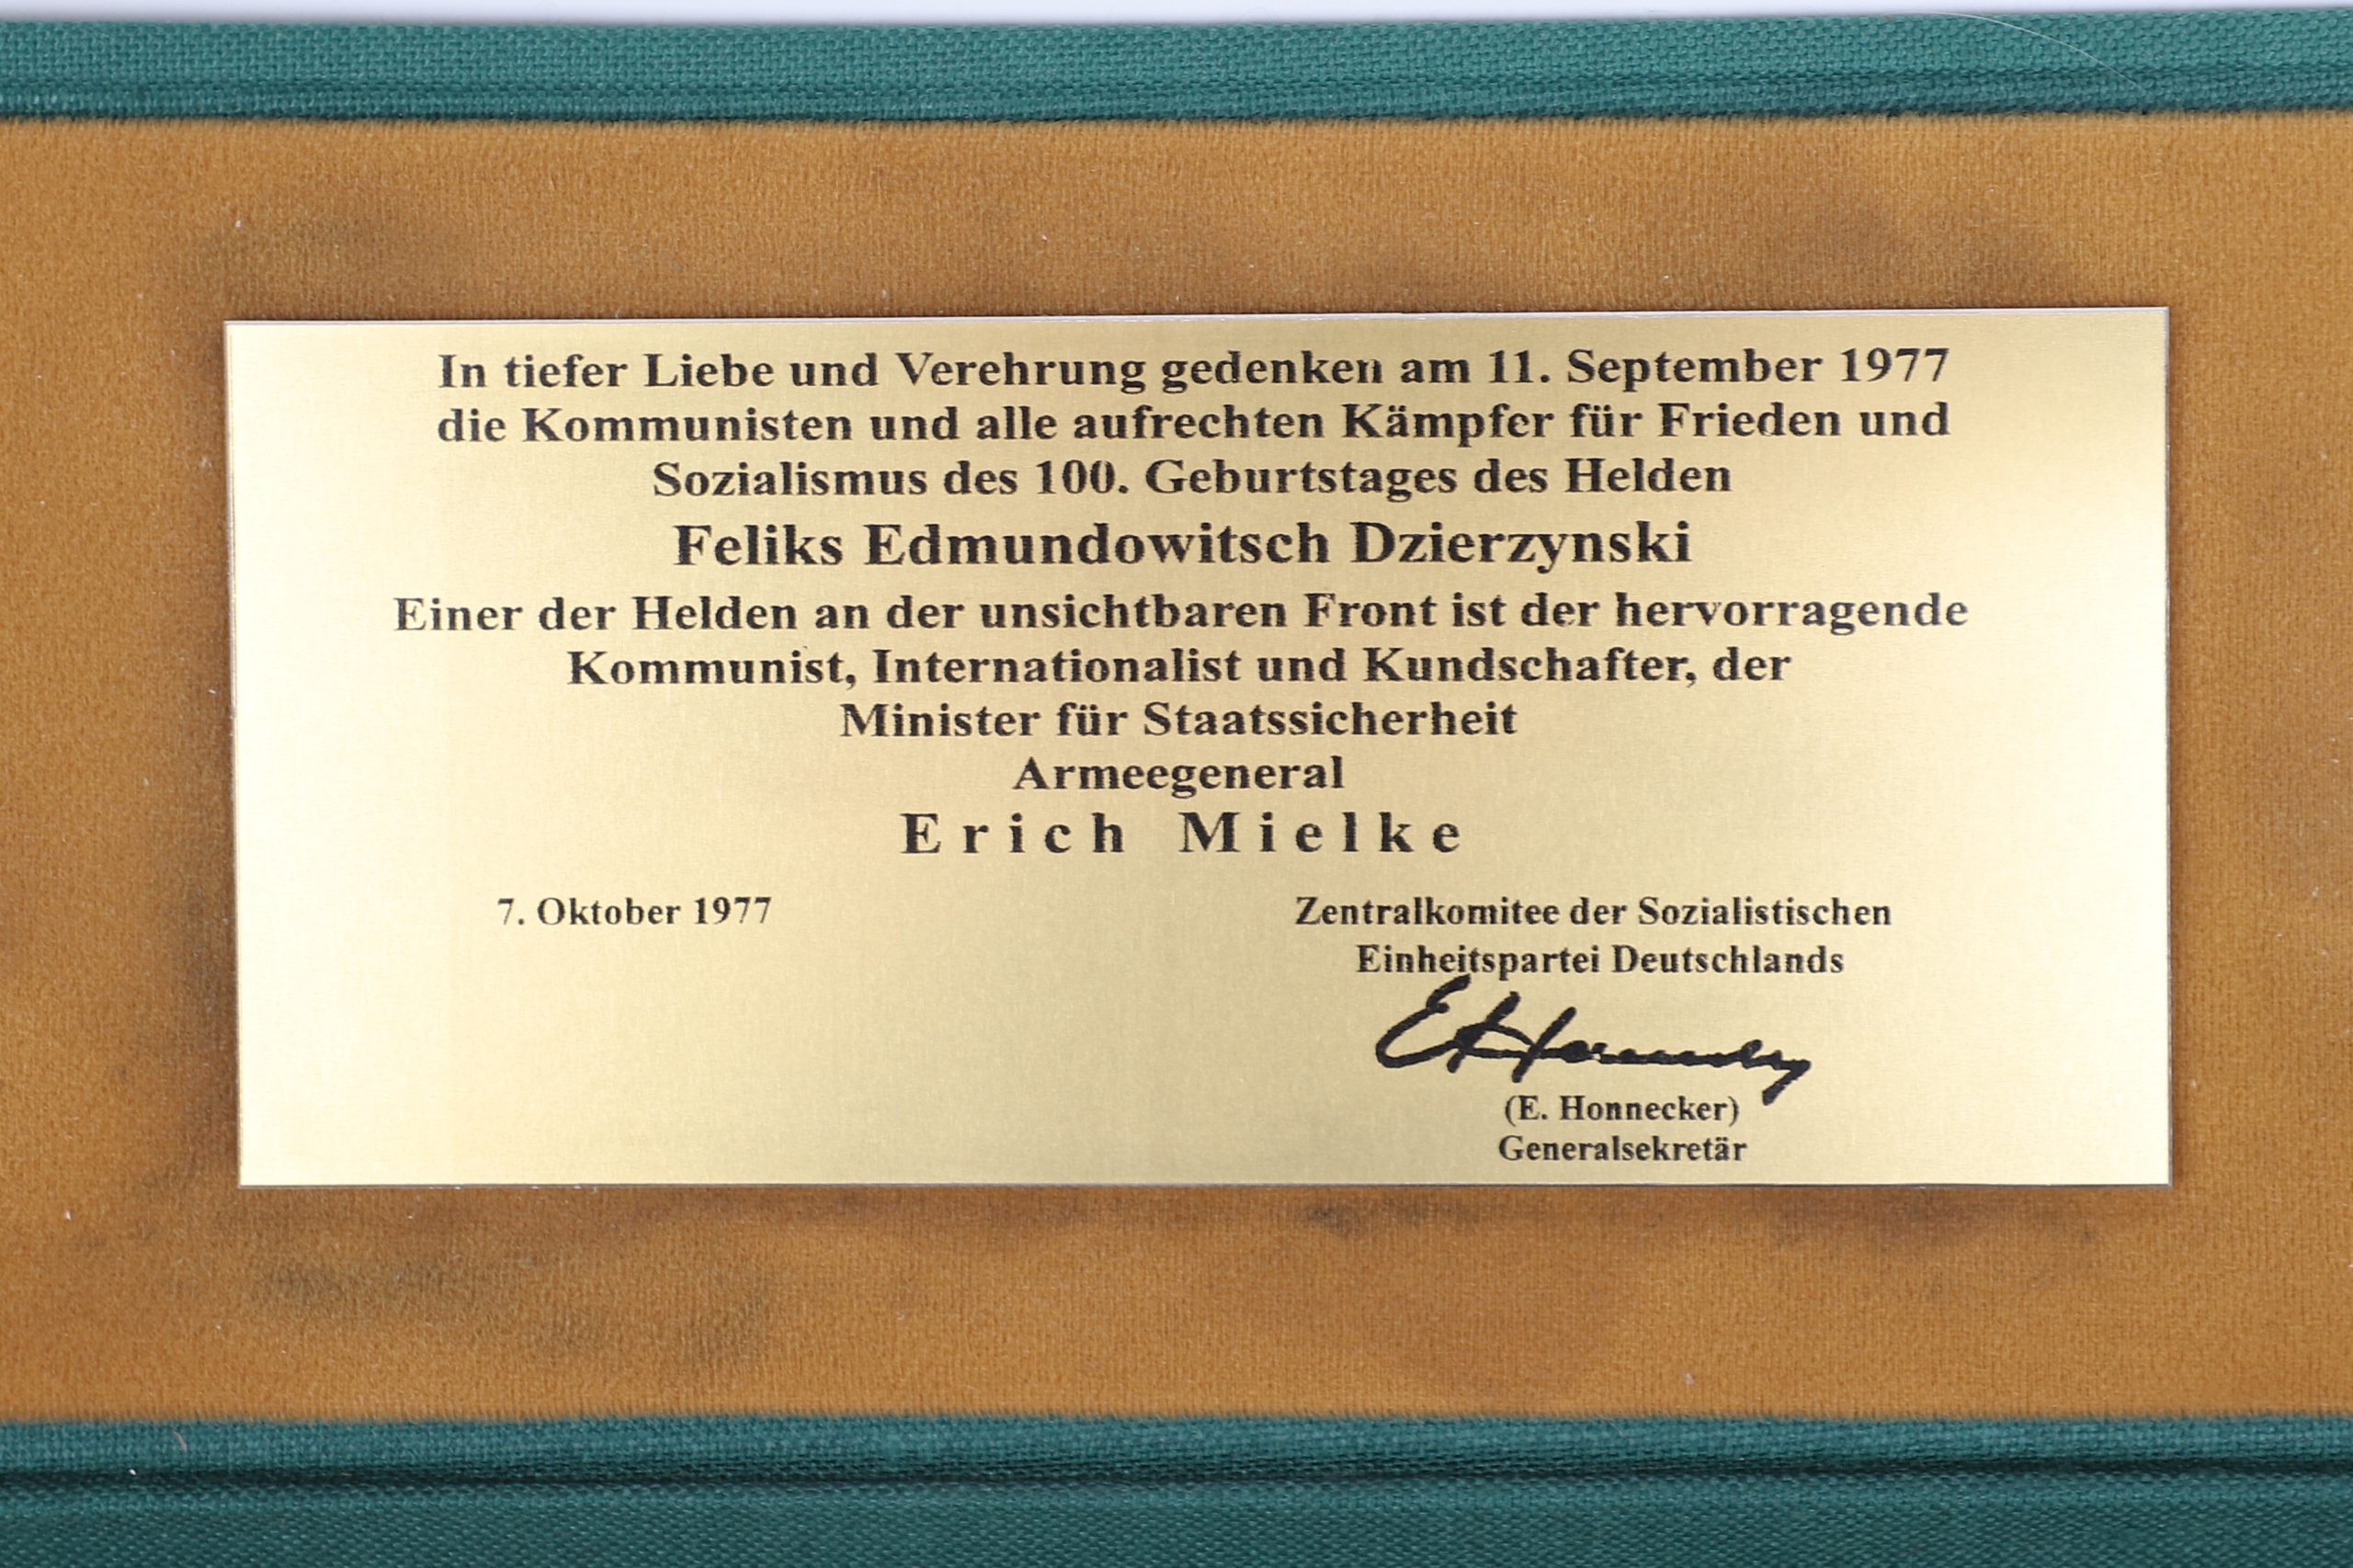 In tiefer Liebe und Verehrung gedenken am 11. September 1977
die Kommunisten und alle aufrechten Kämpfer für Frieden und
Sozialismus des 100. Geburtstages des Helden
Feliks Edmundowitsch Dzierzynski
Einer der Helden an der unsichtbaren Front ist der hervorragende
Kommunist, Internationalist und Kundschafter, der
Minister für Staatssicherheit
Armeegeneral
Erich Mielke
7. Oktober 1977
Zentralkomitee der Sozialistischen
Einheitspartei Deutschlands
E. Honnecker
(E. Honnecker)
Generalsekretär